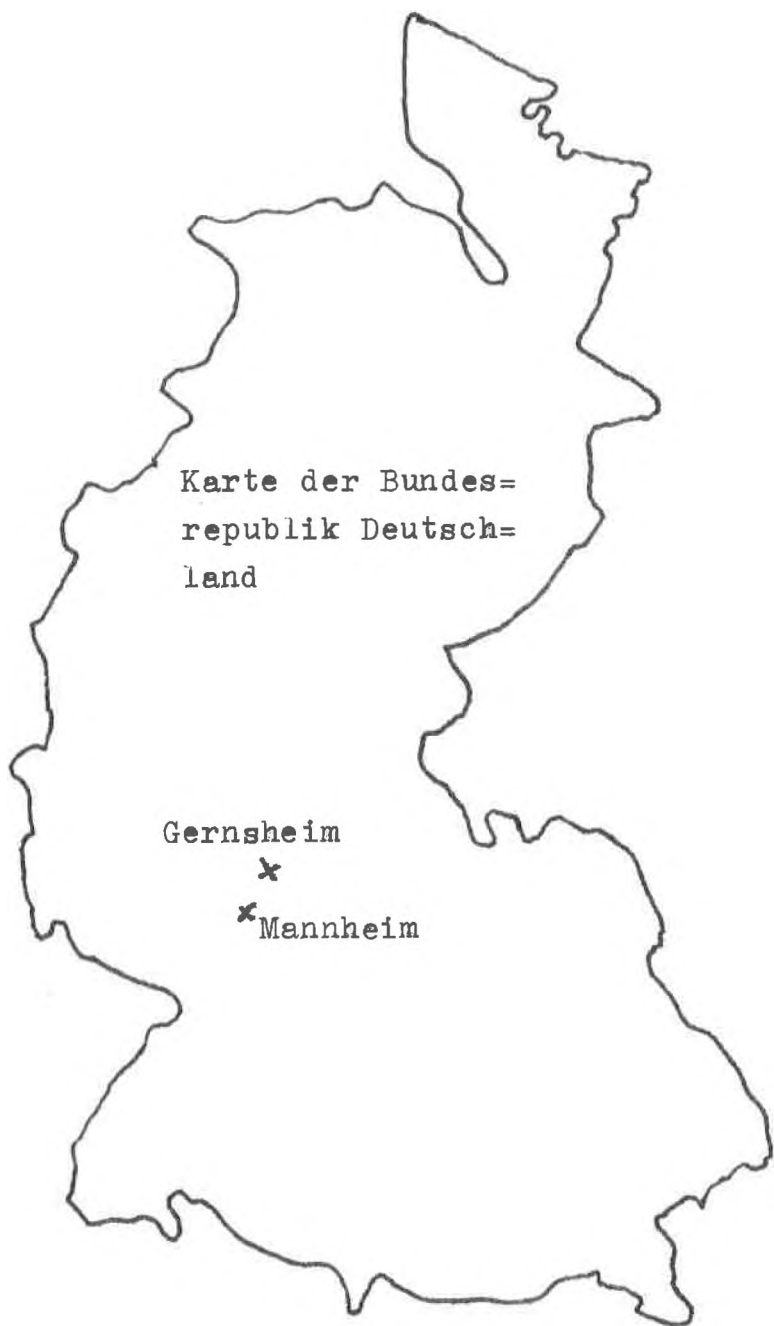 Karte der Bundes=
republik Deutsch=
land
Gernsheim
Mannheim